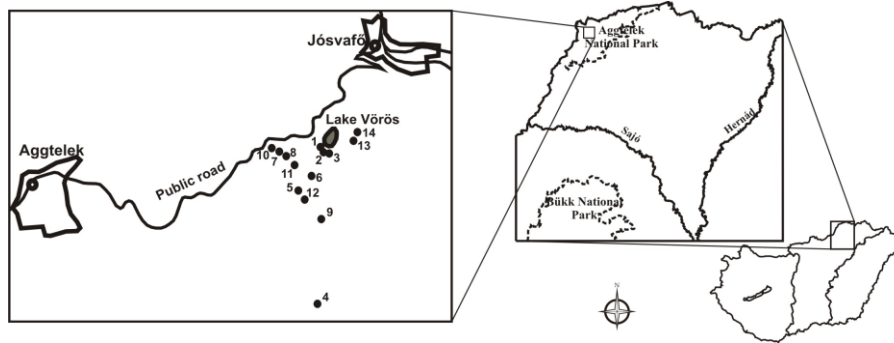 Jósvafő
Aggtelek
Public road
Lake Vörös
1
2
3
14
13
10
7
8
11
6
5
12
9
4
Aggtelek
National Park
Sajó
Hernád
Bükk National
Park
N